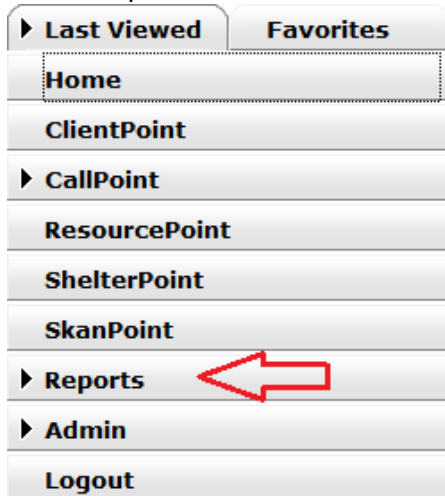 Last Viewed Favorites
Home
ClientPoint
CallPoint
ResourcePoint
ShelterPoint
SkanPoint
Reports
Admin
Logout